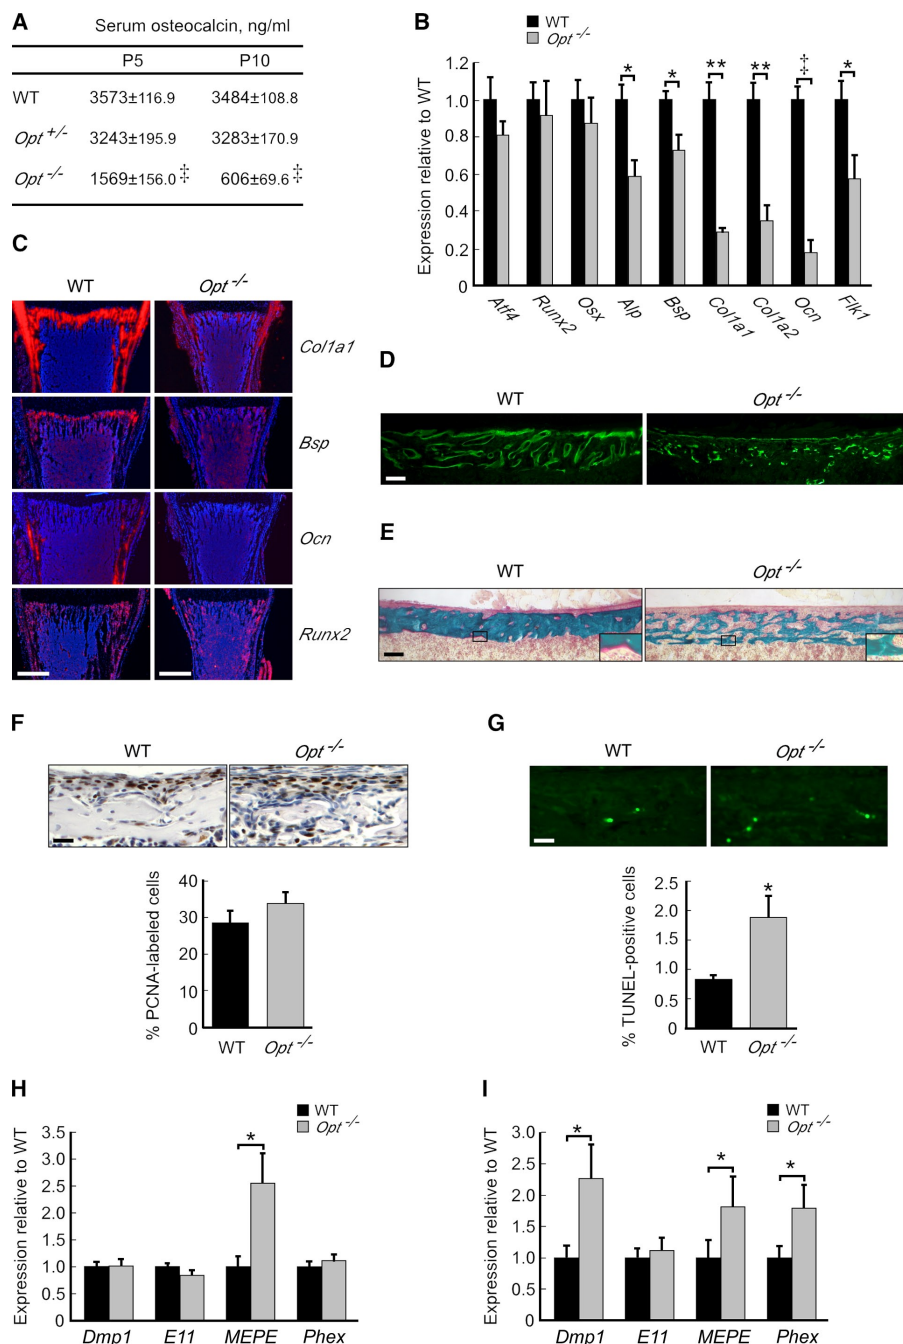 A
Serum osteocalcin, ng/ml
P5 P10
WT 3573±116.9 3484±108.8
Opt +/- 3243±195.9 3283±170.9
Opt -/- 1569±156.0 ‡ 606±69.6 ‡
B
WT
Opt -/-
Expression relative to WT
1.2
1.0
0.8
0.6
0.4
0.2
0
* * ** ** ‡ *
Atf4 Runx2 Osx Alp Bsp Col1a1 Col1a2 Ocn Flk1
C
WT Opt -/-
Col1a1
Bsp
Ocn
Runx2
D
WT Opt -/-
E
WT Opt -/-
F
WT Opt -/-
% PCNA-labeled cells
40
30
20
10
0
WT Opt -/-
G
WT Opt -/-
% TUNEL-positive cells
2.5
2.0
1.5
1.0
0.5
0
*
WT Opt -/-
H
WT
Opt -/-
Expression relative to WT
3.5
3.0
2.5
2.0
1.5
1.0
0.5
0
*
Dmp1 E11 MEPE Phex
I
WT
Opt -/-
Expression relative to WT
3.0
2.5
2.0
1.5
1.0
0.5
0
* * *
Dmp1 E11 MEPE Phex